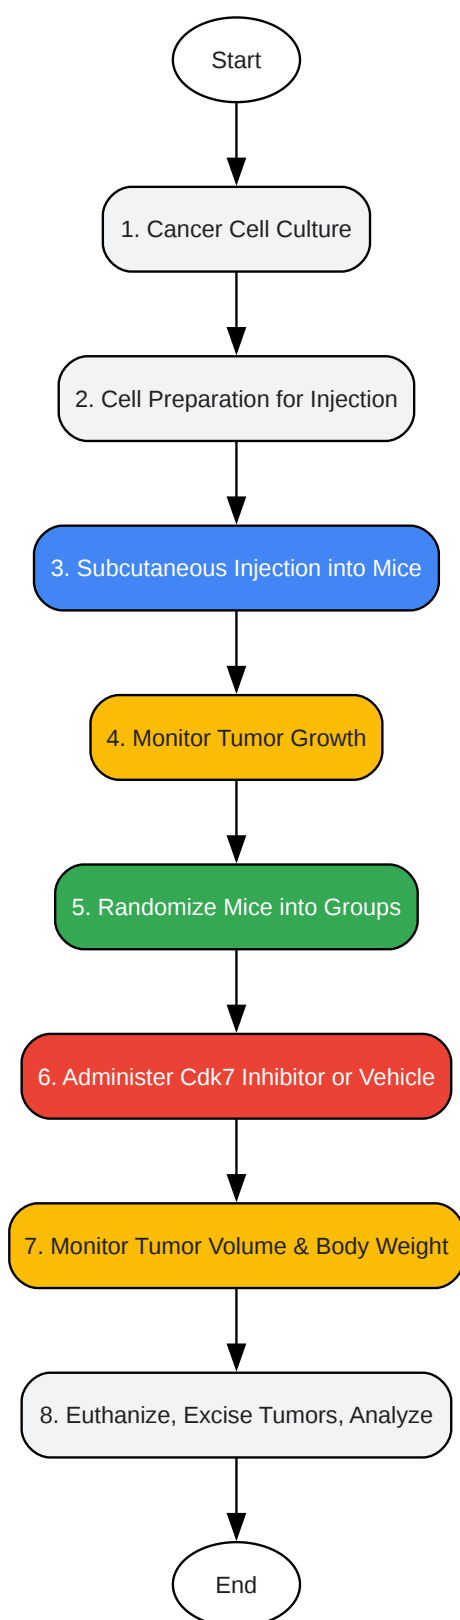 Start
1. Cancer Cell Culture
2. Cell Preparation for Injection
3. Subcutaneous Injection into Mice
4. Monitor Tumor Growth
5. Randomize Mice into Groups
6. Administer Cdk7 Inhibitor or Vehicle
7. Monitor Tumor Volume & Body Weight
8. Euthanize, Excise Tumors, Analyze
End